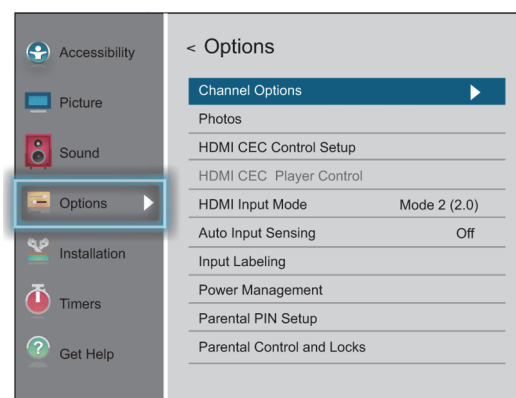 Accessibility
Picture
Sound
Options
Installation
Timers
Get Help
< Options
Channel Options
Photos
HDMI CEC Control Setup
HDMI CEC Player Control
HDMI Input Mode Mode 2 (2.0)
Auto Input Sensing Off
Input Labeling
Power Management
Parental PIN Setup
Parental Control and Locks